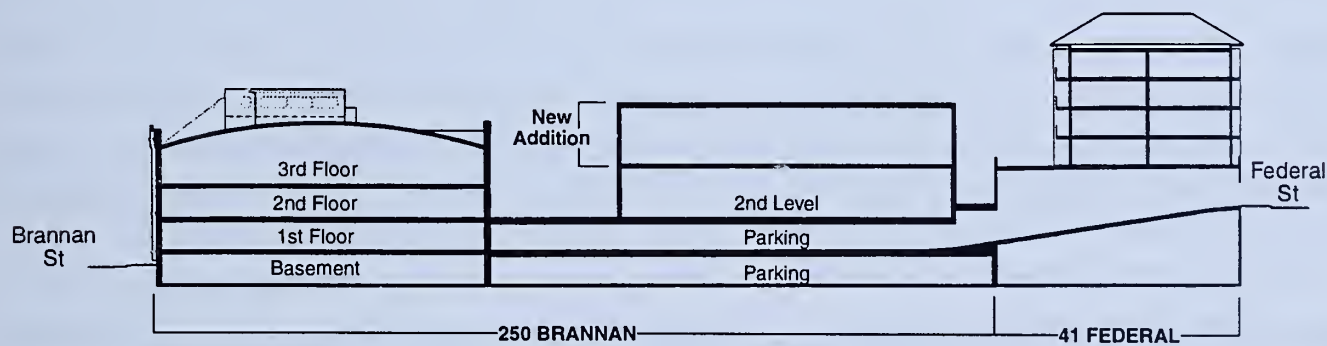 New
Addition
3rd Floor
Federal
St
2nd Floor
2nd Level
Brannan
St
1st Floor
Parking
Basement
Parking
250 BRANNAN
41 FEDERAL